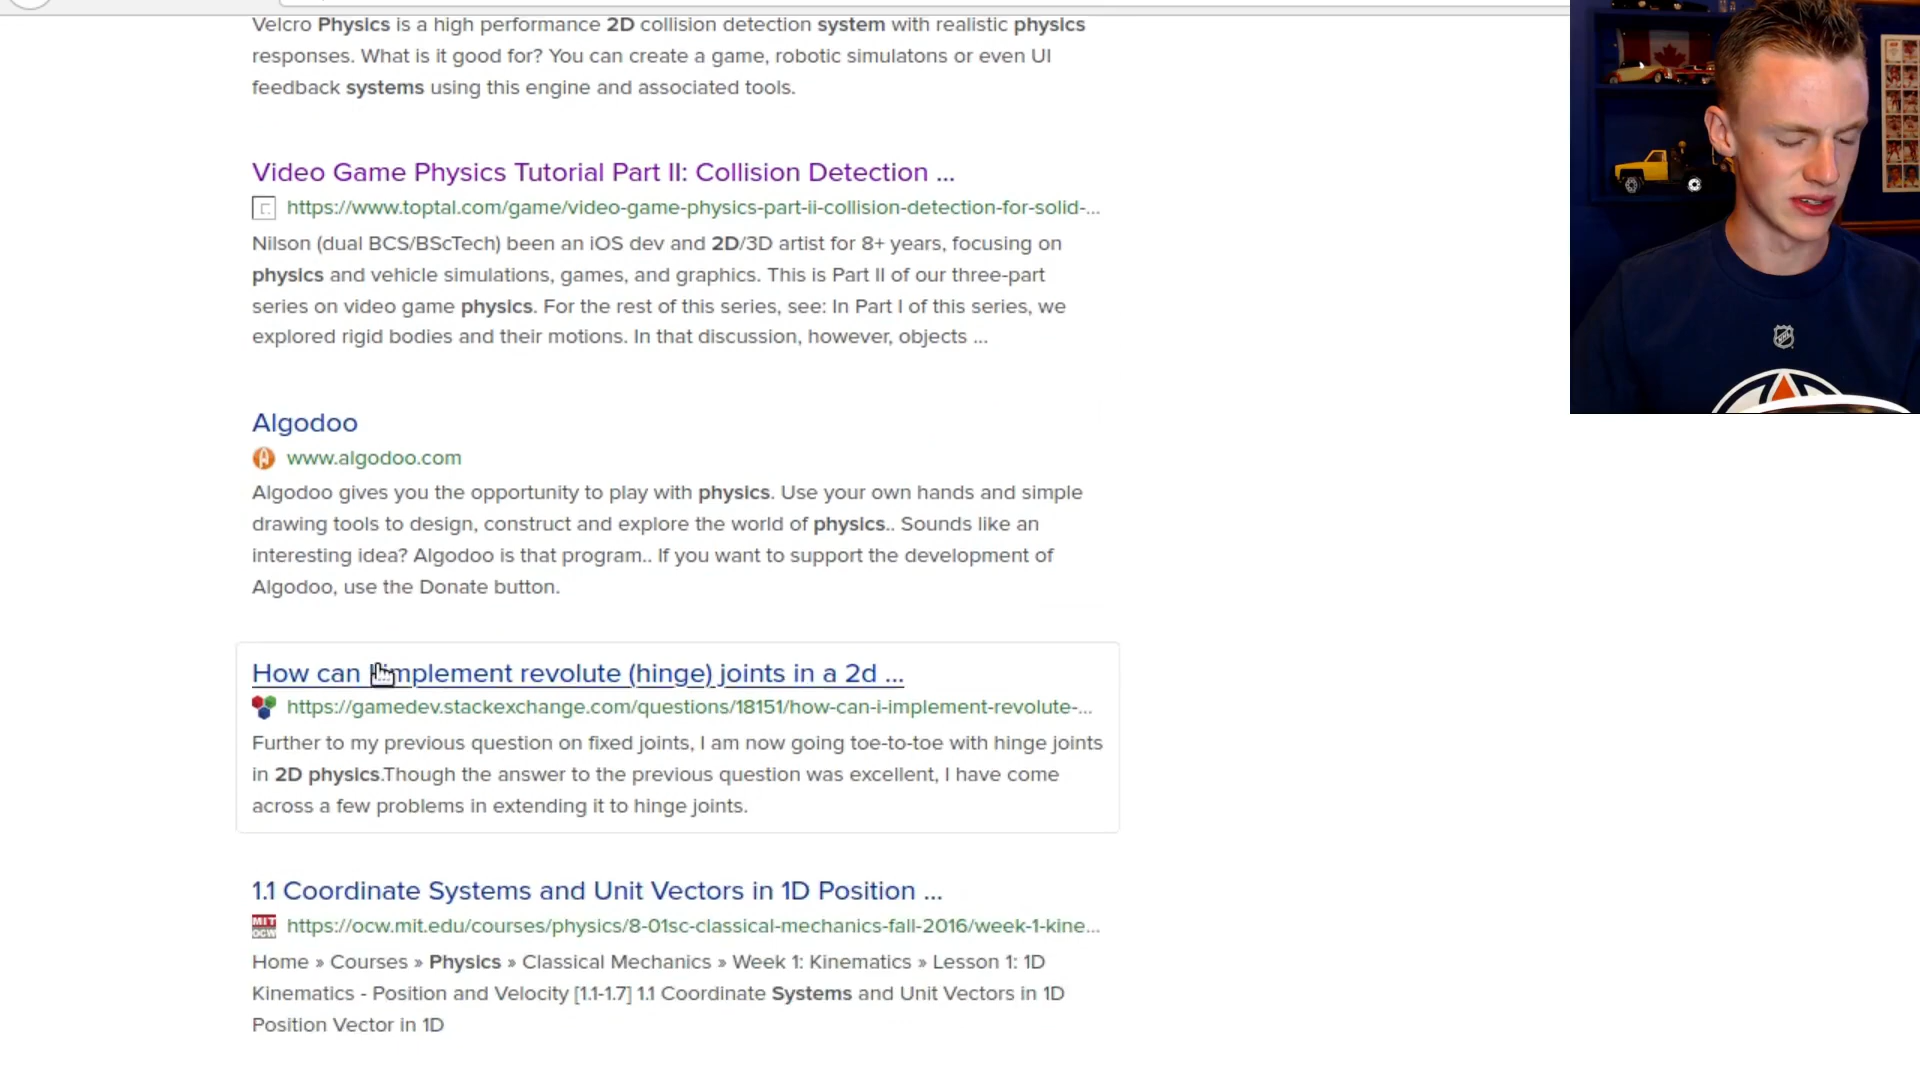 Velcro Physics is a high performance 2D collision detection system with realistic physics
responses. What is it good for? You can create a game, robotic simulatons or even UI
feedback systems using this engine and associated tools.
Video Game Physics Tutorial Part II: Collision Detection ...
https://www.toptal.com/game/video-game-physics-part-ii-collision-detection-for-solid-...
Nilson (dual BCS/BScTech) been an iOS dev and 2D/3D artist for 8+ years, focusing on
physics and vehicle simulations, games, and graphics. This is Part II of our three-part
series on video game physics. For the rest of this series, see: In Part I of this series, we
explored rigid bodies and their motions. In that discussion, however, objects ...
Algodoo
www.algodoo.com
Algodoo gives you the opportunity to play with physics. Use your own hands and simple
drawing tools to design, construct and explore the world of physics.. Sounds like an
interesting idea? Algodoo is that program.. If you want to support the development of
Algodoo, use the Donate button.
How can I implement revolute (hinge) joints in a 2d ...
https://gamedev.stackexchange.com/questions/18151/how-can-i-implement-revolute-...
Further to my previous question on fixed joints, I am now going toe-to-toe with hinge joints
in 2D physics.Though the answer to the previous question was excellent, I have come
across a few problems in extending it to hinge joints.
1.1 Coordinate Systems and Unit Vectors in 1D Position ...
MIT
OCW
https://ocw.mit.edu/courses/physics/8-01sc-classical-mechanics-fall-2016/week-1-kine...
Home » Courses » Physics » Classical Mechanics » Week 1: Kinematics » Lesson 1: 1D
Kinematics - Position and Velocity [1.1-1.7] 1.1 Coordinate Systems and Unit Vectors in 1D
Position Vector in 1D